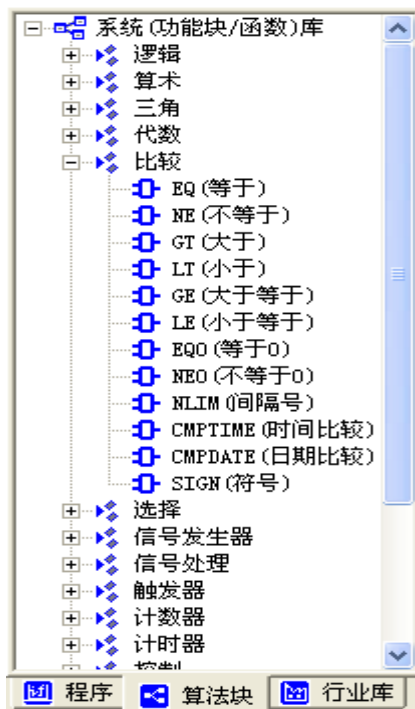 系统(功能块/函数)库
逻辑
算术
三角
代数
比较
EQ(等于)
NE(不等于)
GT(大于)
LT(小于)
GE(大于等于)
LE(小于等于)
EQ0(等于0)
NE0(不等于0)
NLIM(间隔号)
CMPTIME(时间比较)
CMPDATE(日期比较)
SIGN(符号)
选择
信号发生器
信号处理
触发器
计数器
计时器
控制
程序 算法块 行业库